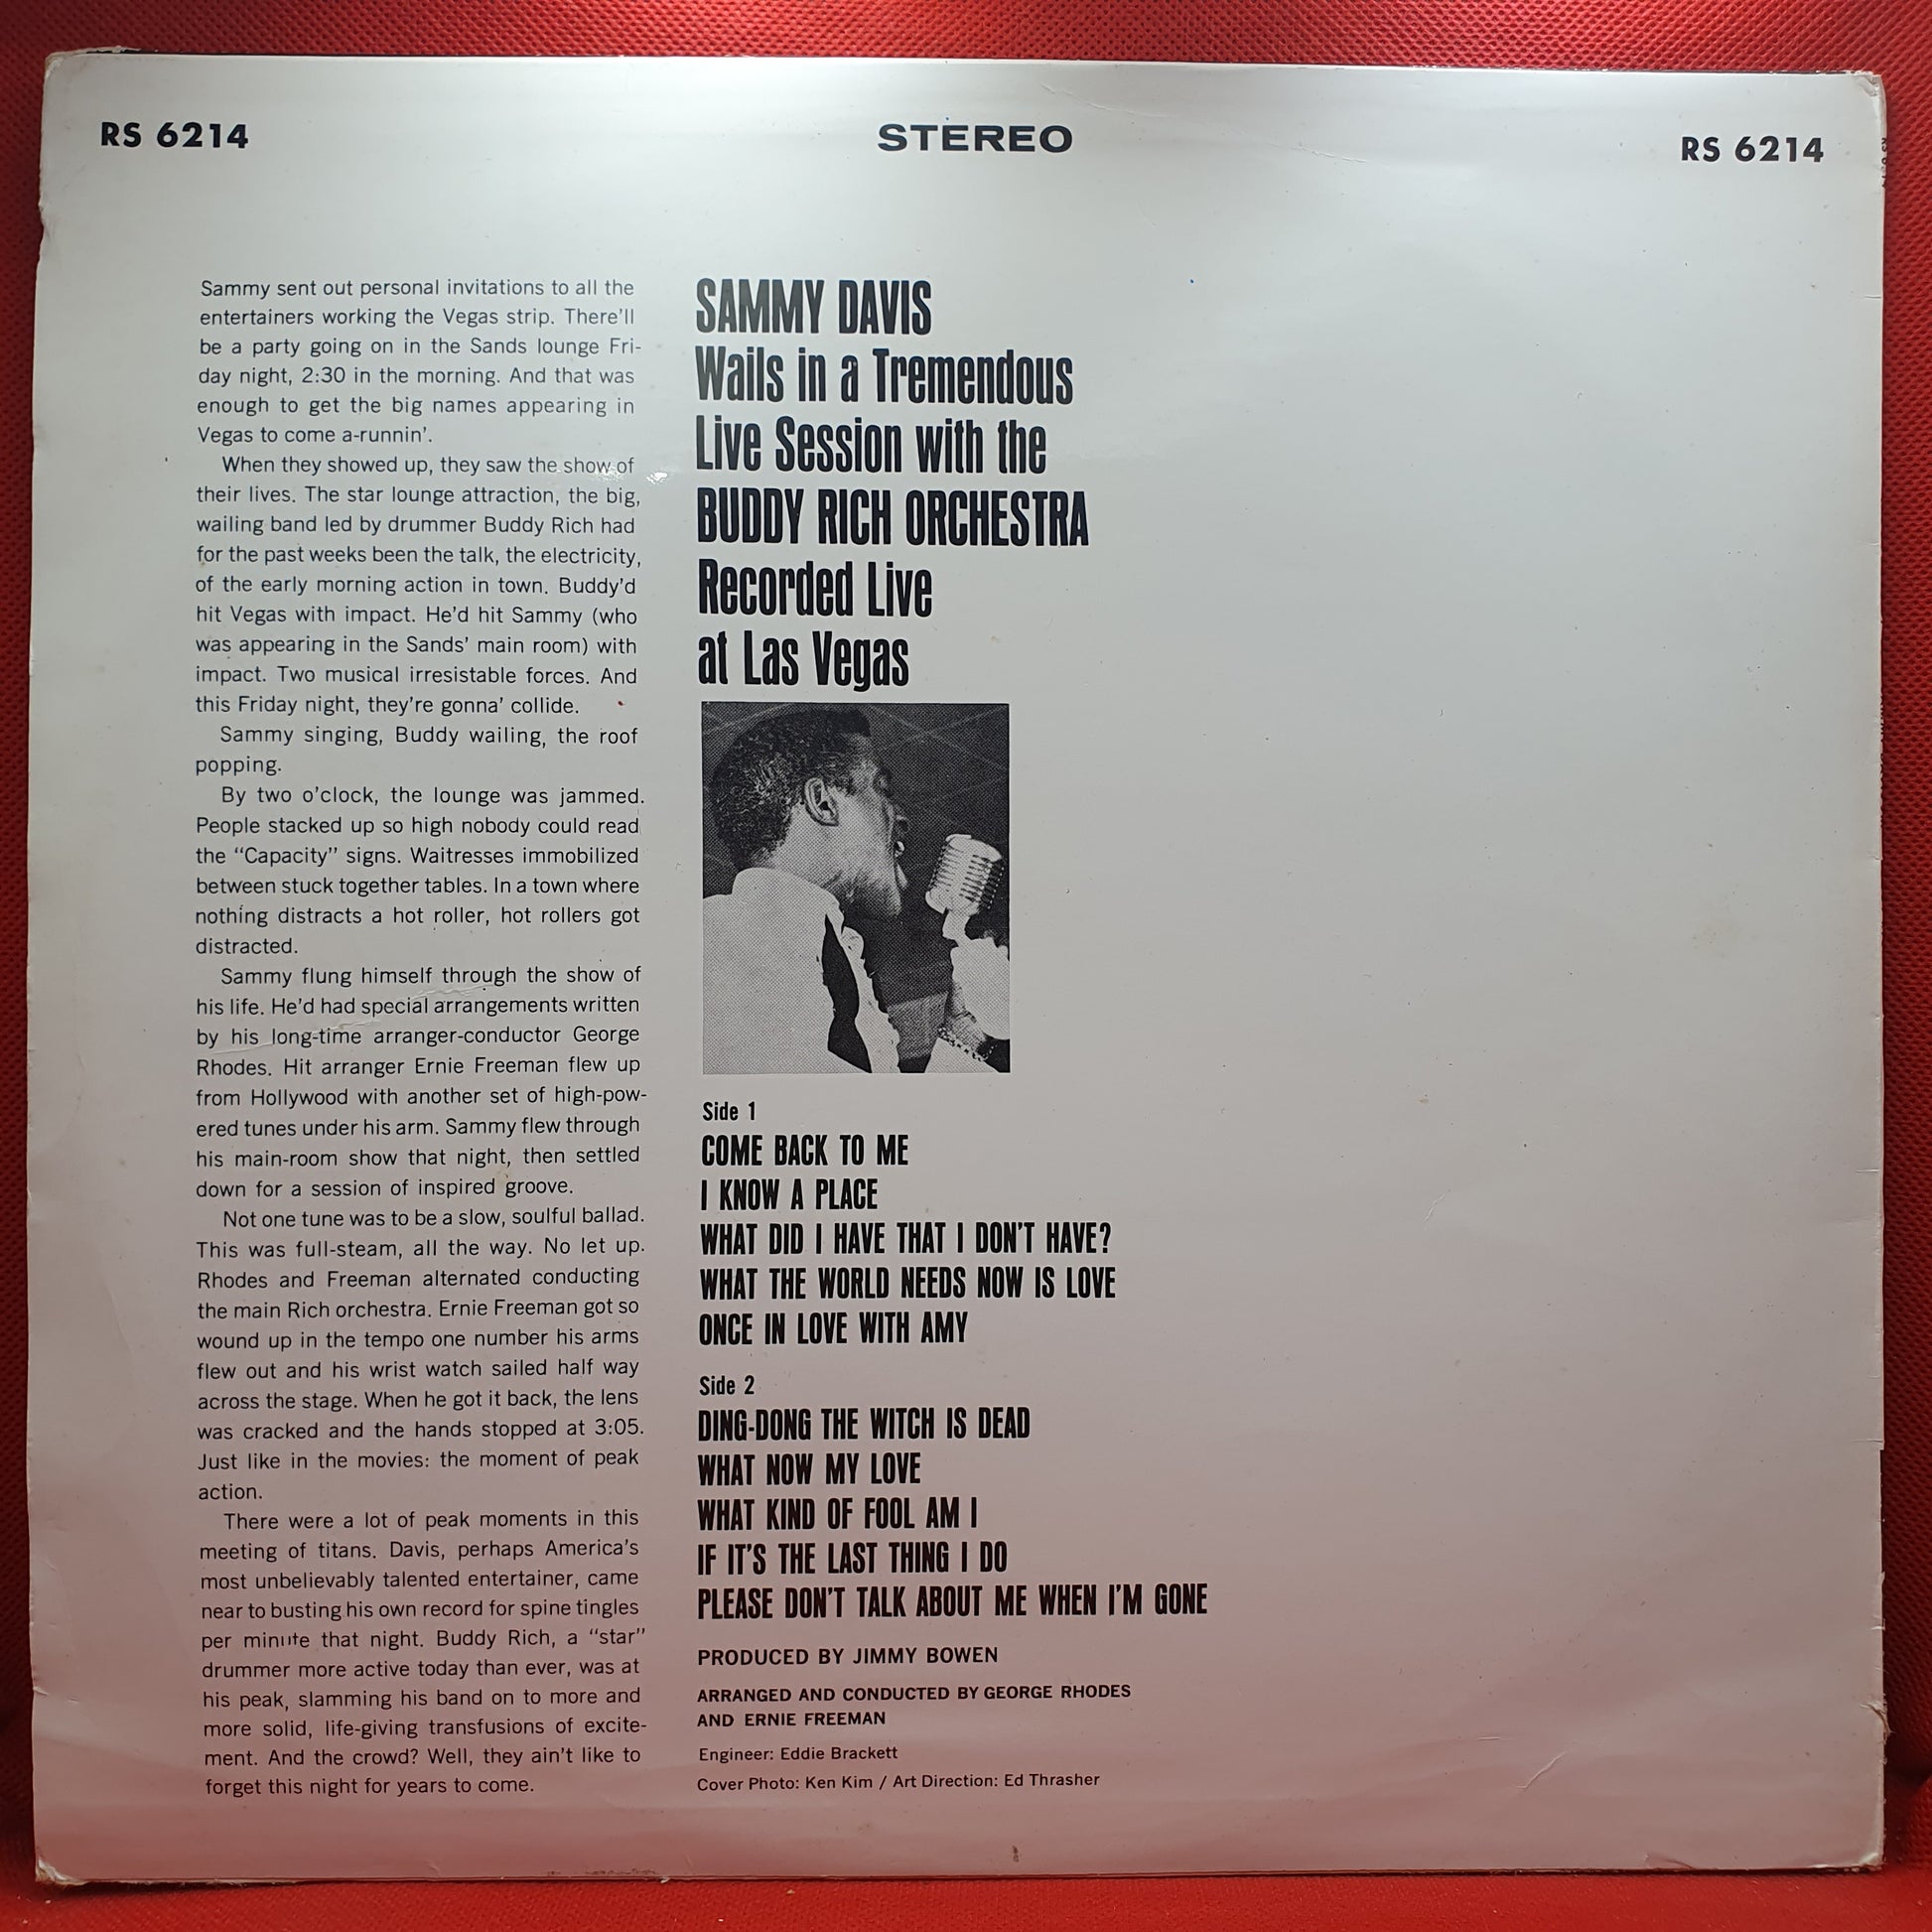 RS 6214
STEREO
RS 6214
Sammy sent out personal invitations to all the
entertainers working the Vegas strip. There'll
be a party going on in the Sands lounge Fri-
day night, 2:30 in the morning. And that was
enough to get the big names appearing in
Vegas to come a-runnin'.
When they showed up, they saw the show of
their lives. The star lounge attraction, the big,
wailing band led by drummer Buddy Rich had
for the past weeks been the talk, the electricity,
of the early morning action in town. Buddy'd
hit Vegas with impact. He'd hit Sammy (who
was appearing in the Sands' main room) with
impact. Two musical irresistable forces. And
this Friday night, they're gonna' collide.
Sammy singing, Buddy wailing, the roof
popping.
By two o'clock, the lounge was jammed.
People stacked up so high nobody could read
the “Capacity” signs. Waitresses immobilized
between stuck together tables. In a town where
nothing distracts a hot roller, hot rollers got
distracted.
Sammy flung himself through the show of
his life. He'd had special arrangements written
by his long-time arranger-conductor George
Rhodes. Hit arranger Ernie Freeman flew up
from Hollywood with another set of high-pow-
ered tunes under his arm. Sammy flew through
his main-room show that night, then settled
down for a session of inspired groove.
Not one tune was to be a slow, soulful ballad.
This was full-steam, all the way. No let up.
Rhodes and Freeman alternated conducting
the main Rich orchestra. Ernie Freeman got so
wound up in the tempo one number his arms
flew out and his wrist watch sailed half way
across the stage. When he got it back, the lens
was cracked and the hands stopped at 3:05.
Just like in the movies: the moment of peak
action.
There were a lot of peak moments in this
meeting of titans. Davis, perhaps America's
most unbelievably talented entertainer, came
near to busting his own record for spine tingles
per minute that night. Buddy Rich, a “star”
drummer more active today than ever, was at
his peak, slamming his band on to more and
more solid, life-giving transfusions of excite-
ment. And the crowd? Well, they ain't like to
forget this night for years to come.
SAMMY DAVIS
Wails in a Tremendous
Live Session with the
BUDDY RICH ORCHESTRA
Recorded Live
at Las Vegas
Side 1
COME BACK TO ME
I KNOW A PLACE
WHAT DID I HAVE THAT I DON'T HAVE?
WHAT THE WORLD NEEDS NOW IS LOVE
ONCE IN LOVE WITH AMY
Side 2
DING-DONG THE WITCH IS DEAD
WHAT NOW MY LOVE
WHAT KIND OF FOOL AM I
IF IT'S THE LAST THING I DO
PLEASE DON'T TALK ABOUT ME WHEN I'M GONE
PRODUCED BY JIMMY BOWEN
ARRANGED AND CONDUCTED BY GEORGE RHODES
AND ERNIE FREEMAN
Engineer: Eddie Brackett
Cover Photo: Ken Kim / Art Direction: Ed Thrasher